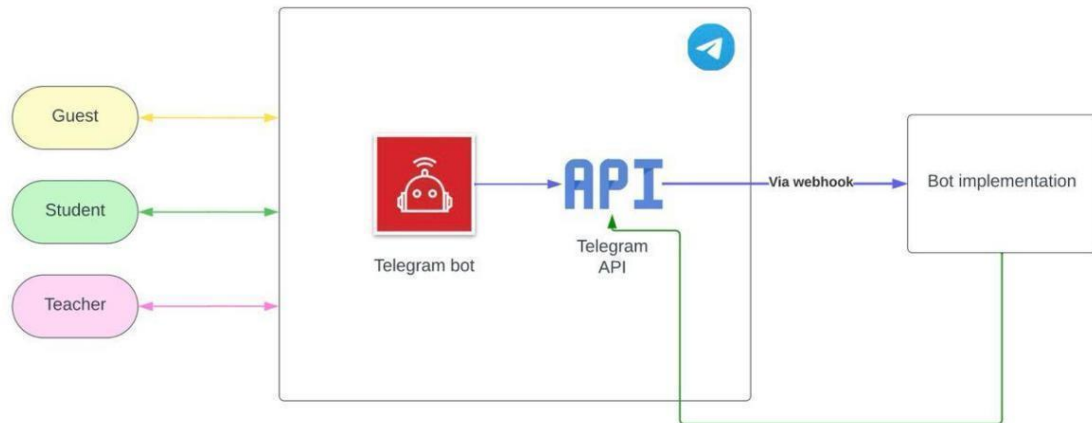 Guest
Student
Teacher
Telegram bot
API
Telegram
API
Via webhook
Bot implementation